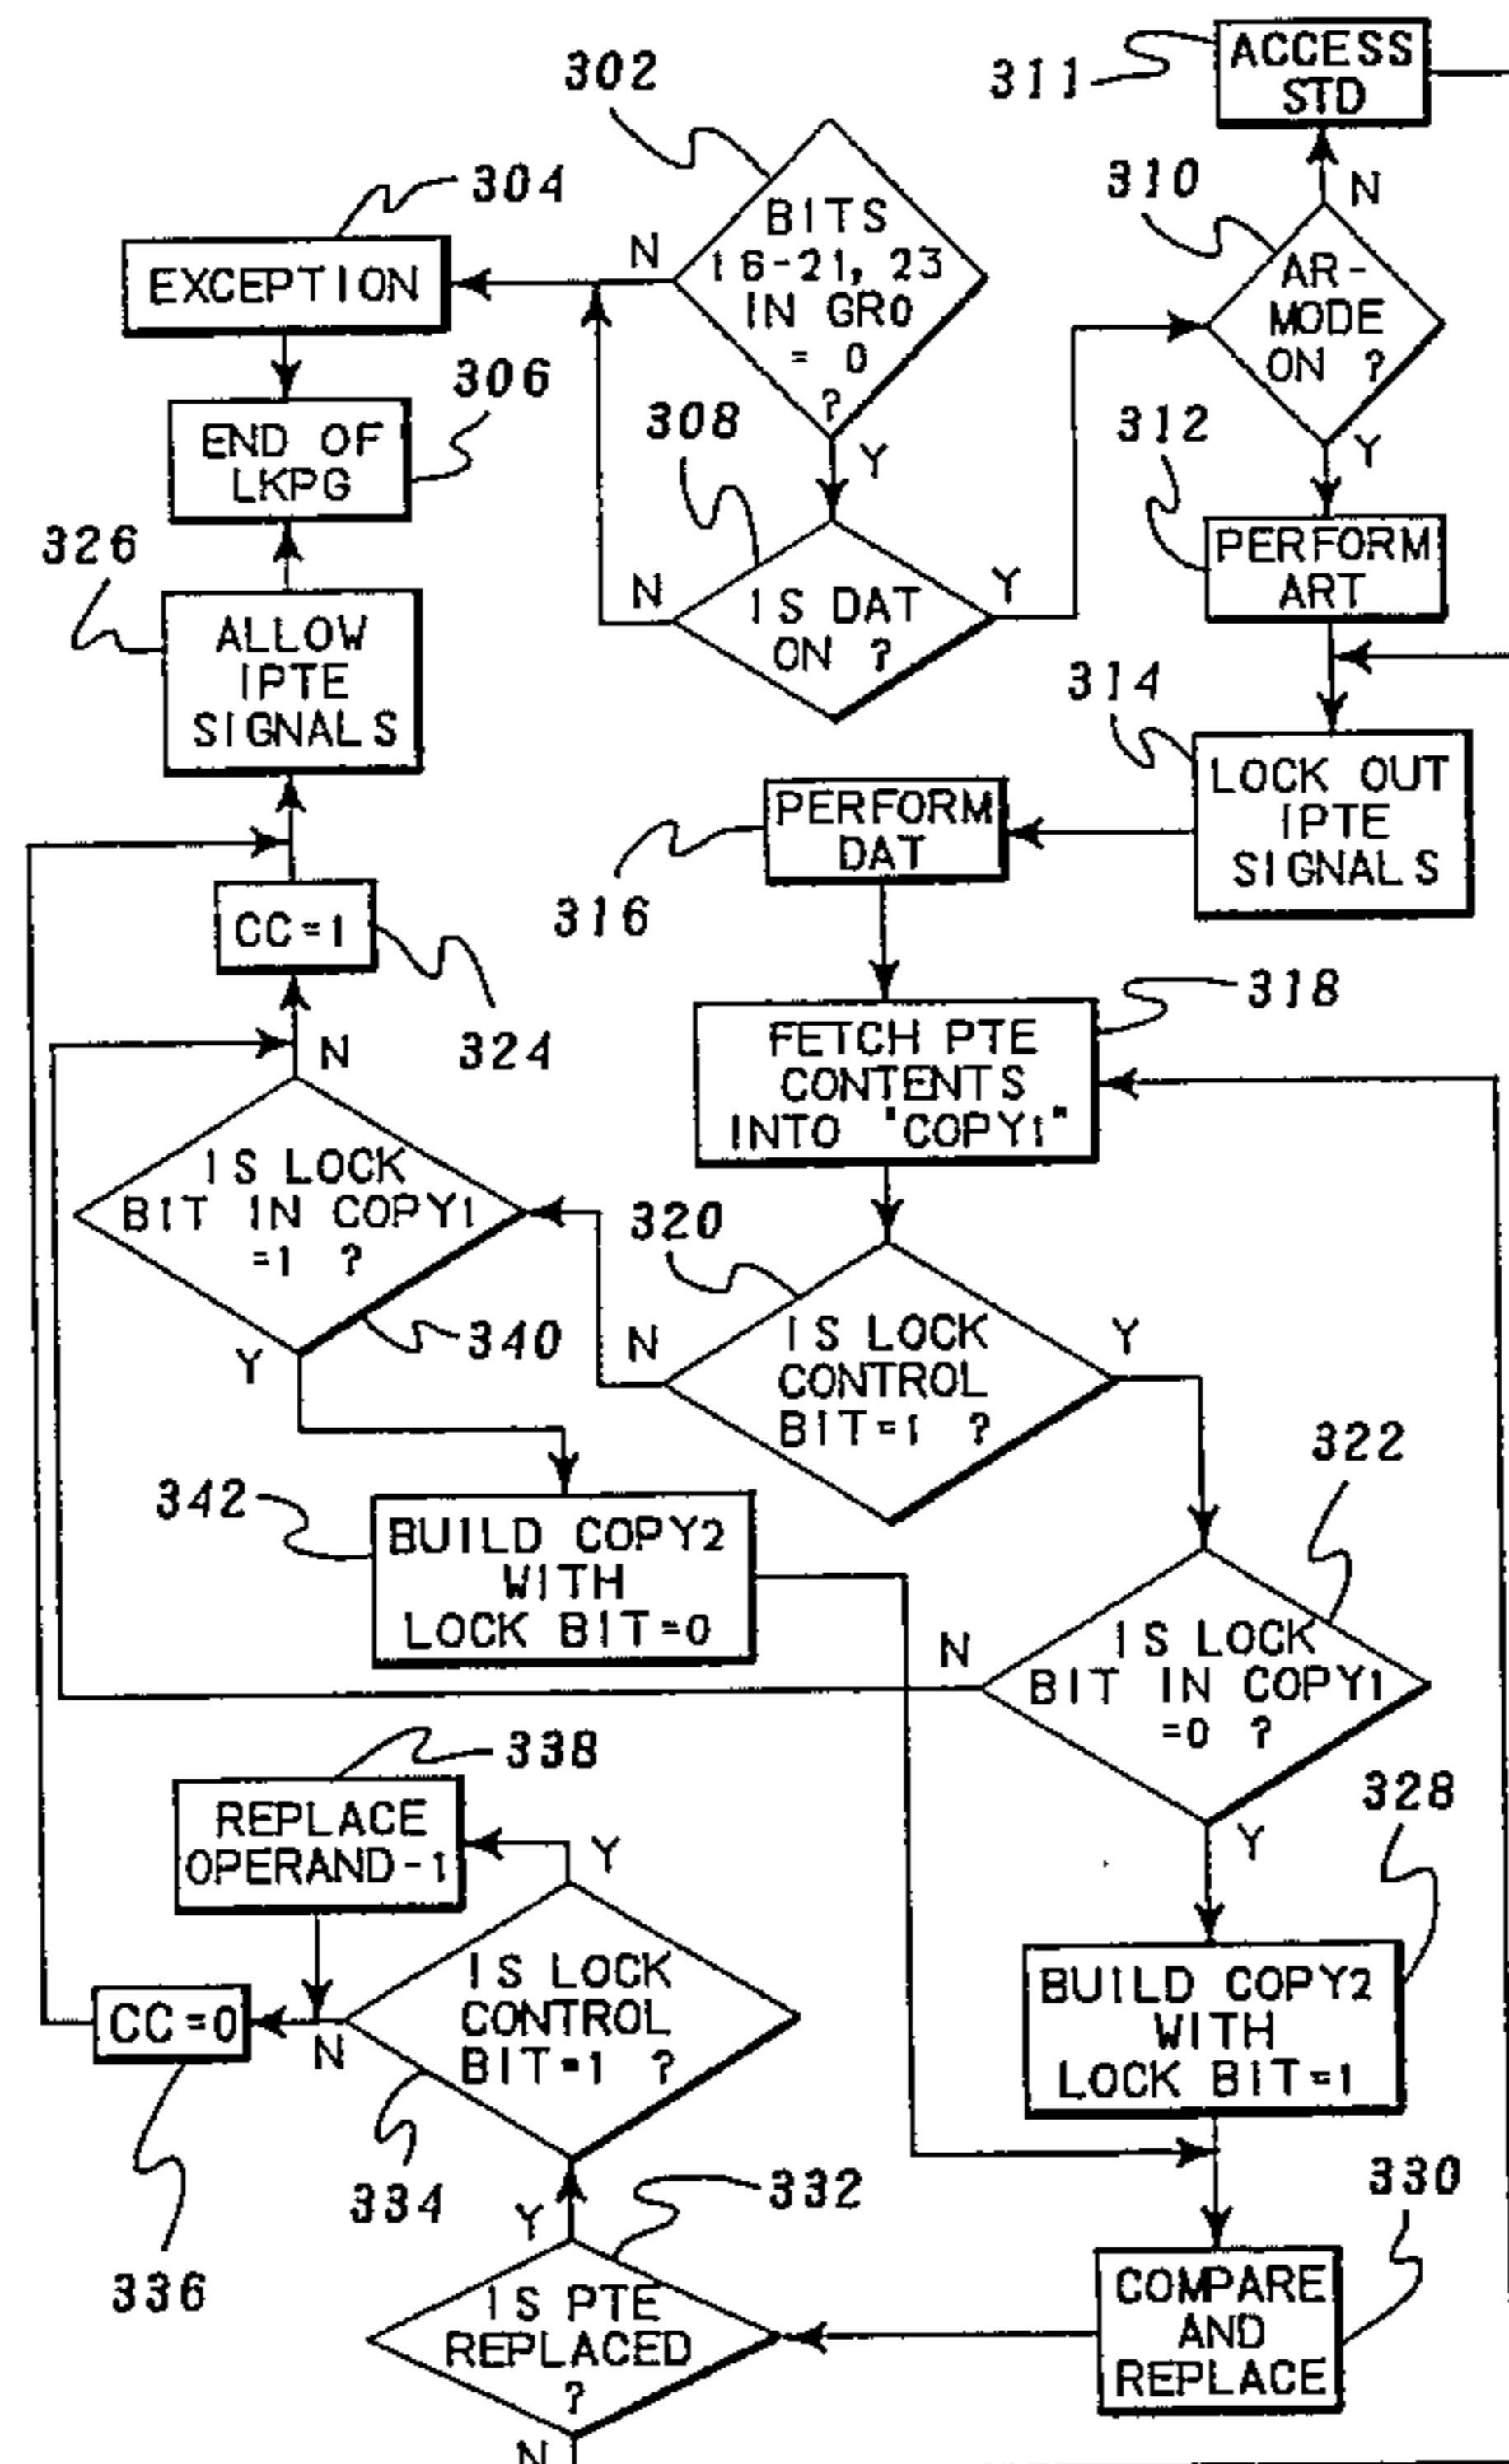 302
311
ACCESS
STD
304
310
N
BITS
16-21, 23
IN GR0
= 0
?
N
EXCEPTION
AR-
MODE
ON ?
306
308
312
Y
Y
END OF
LKPG
PERFORM
ART
326
N
IS DAT
ON ?
Y
ALLOW
IPTE
SIGNALS
314
LOCK OUT
IPTE
SIGNALS
PERFORM
DAT
316
CC=1
318
324
FETCH PTE
CONTENTS
INTO "COPY1"
N
IS LOCK
BIT IN COPY1
=1 ?
320
340
Y
N
IS LOCK
CONTROL
BIT=1 ?
Y
322
342
BUILD COPY2
WITH
LOCK BIT=0
N
IS LOCK
BIT IN COPY1
=0 ?
338
REPLACE
OPERAND-1
Y
328
Y
IS LOCK
CONTROL
BIT=1 ?
CC=0
N
BUILD COPY2
WITH
LOCK BIT=1
334
332
330
336
Y
IS PTE
REPLACED
?
COMPARE
AND
REPLACE
N